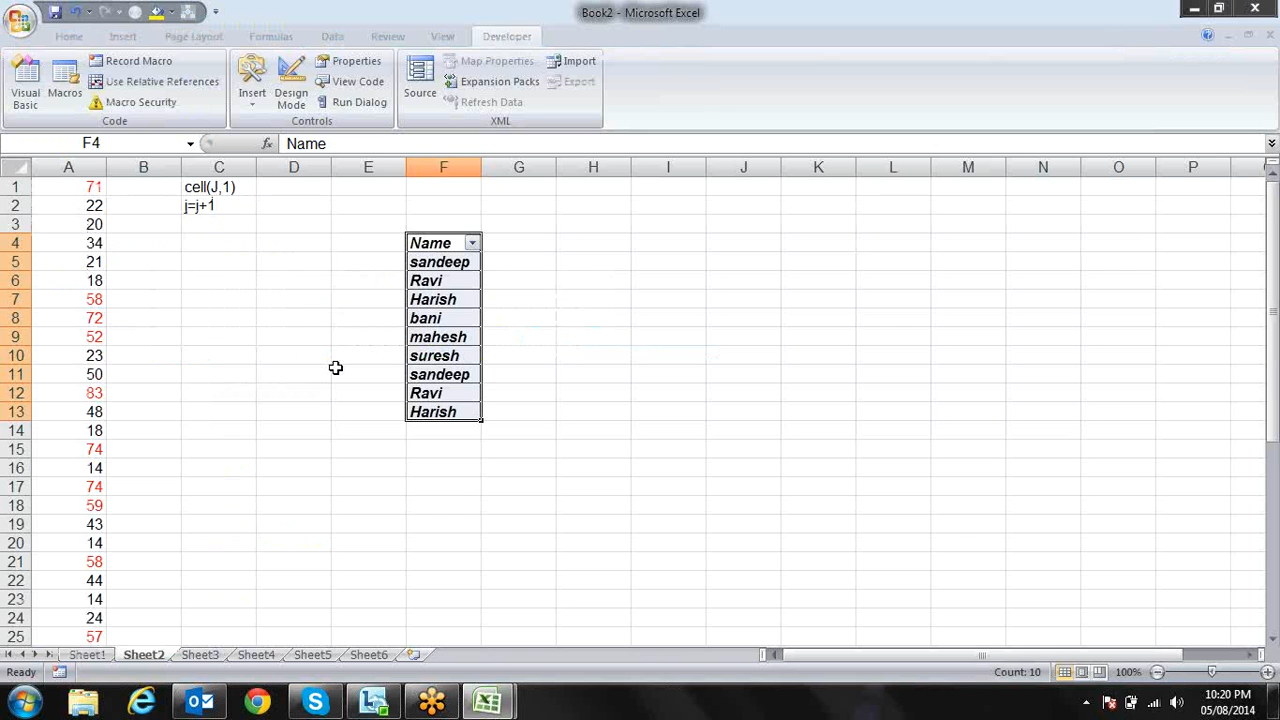 Book2 - Microsoft Excel
Home Insert Page Layout Formulas Data Review View Developer
Visual Basic
Macros
Record Macro
Use Relative References
Macro Security
Code
Insert
Design Mode
Properties
View Code
Run Dialog
Controls
Source
Map Properties
Expansion Packs
Refresh Data
Import
Export
XML
F4 fx Name
A B C D E F G H I J K L M N O P
1 71 cell(J,1)
2 22 j=j+1
3 20
4 34 Name
5 21 sandeep
6 18 Ravi
7 58 Harish
8 72 bani
9 52 mahesh
10 23 suresh
11 50 sandeep
12 83 Ravi
13 48 Harish
14 18
15 74
16 14
17 74
18 59
19 43
20 14
21 58
22 44
23 14
24 24
25 57
Sheet1 Sheet2 Sheet3 Sheet4 Sheet5 Sheet6
Ready Count: 10 100%
10:20 PM
05/08/2014